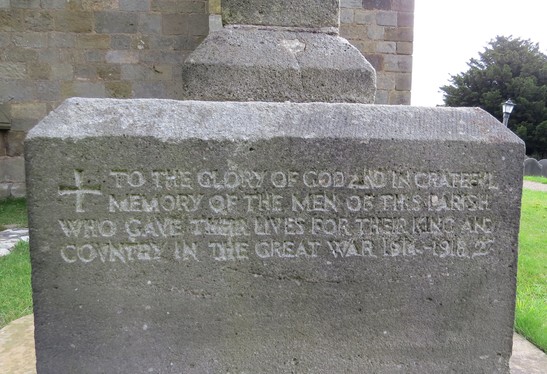 TO THE GLORY OF GOD AND IN GRATEFUL
MEMORY OF THE MEN OF THIS PARISH
WHO GAVE THEIR LIVES FOR THEIR KING AND
COVNTRY IN THE GREAT WAR 1914-1918